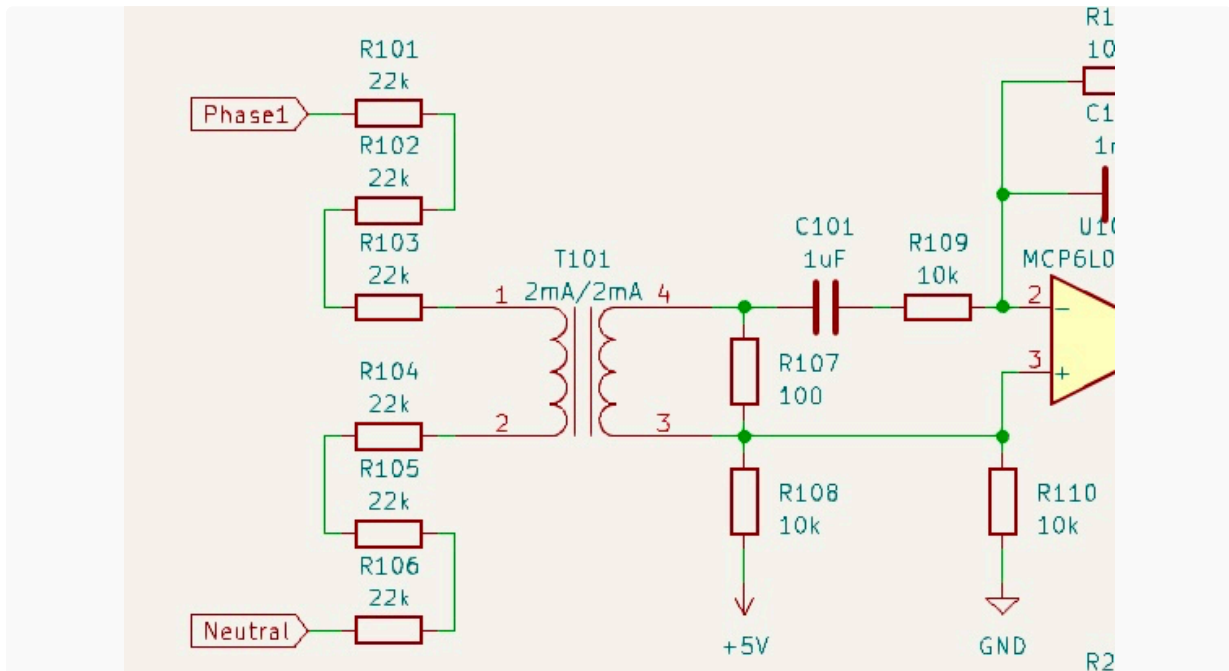 R101
22k
Phase1
R102
22k
R103
22k
1
T101
2mA/2mA
4
C101
1uF
R109
10k
MCP6L0
2
-
3
+
R107
100
R104
22k
2
3
R105
22k
R106
22k
Neutral
R108
10k
+5V
R110
10k
GND